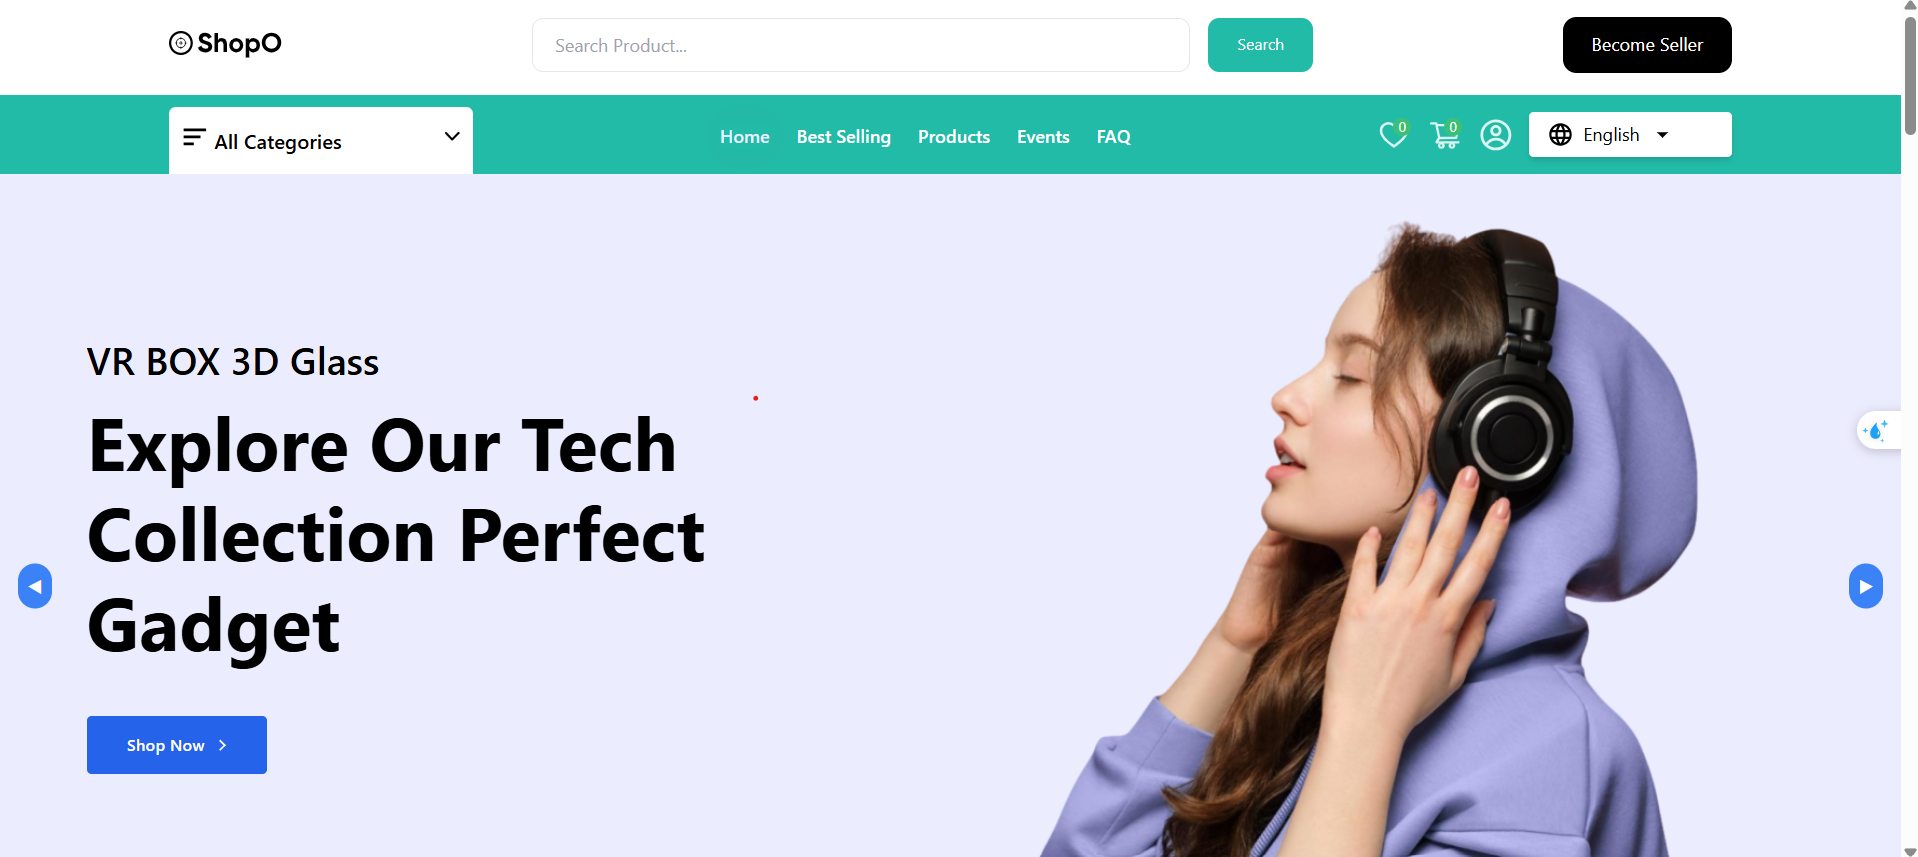 ShopO
Search Product...
Search
Become Seller
All Categories
Home
Best Selling
Products
Events
FAQ
0
0
English
VR BOX 3D Glass
Explore Our Tech
Collection Perfect
Gadget
Shop Now